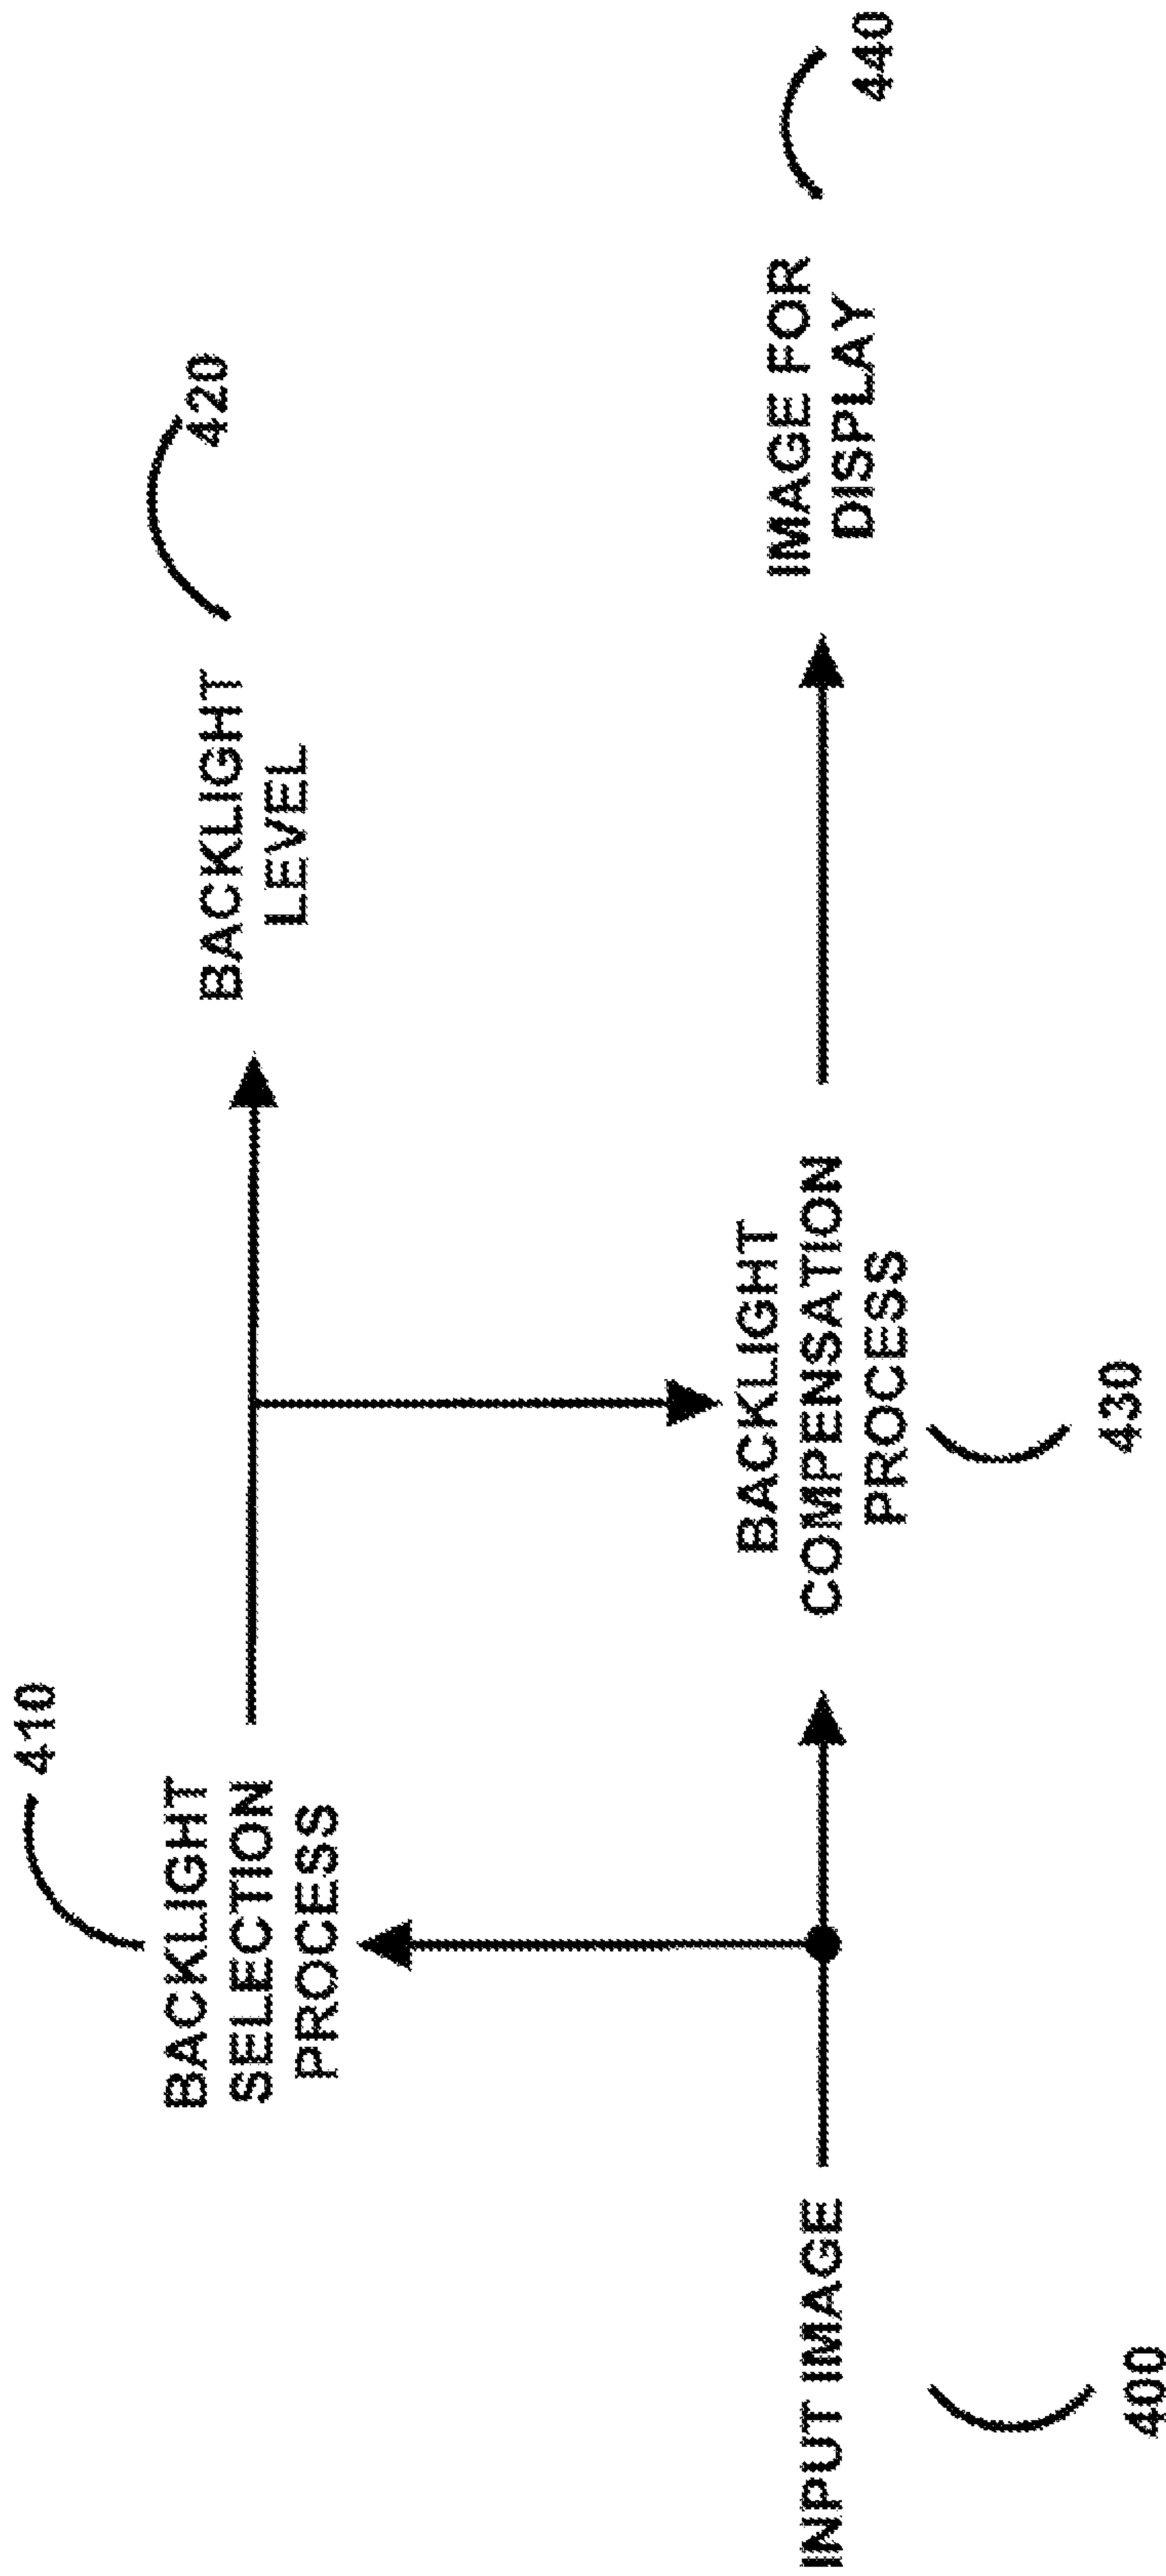 410
BACKLIGHT
SELECTION
PROCESS
BACKLIGHT
LEVEL
420
INPUT IMAGE
400
BACKLIGHT
COMPENSATION
PROCESS
430
IMAGE FOR
DISPLAY
440